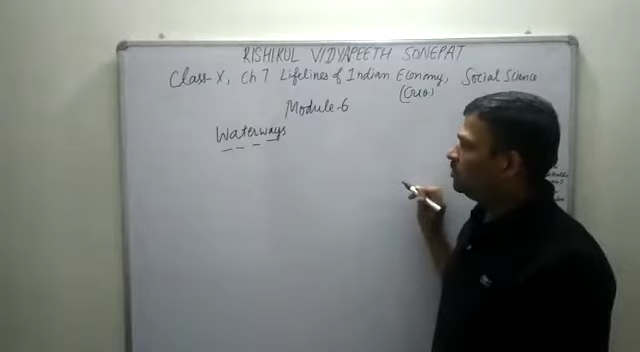 RISHIKUL VIDYAPEETH SONEPAT
Class X, Ch 7 Lifelines of Indian Economy, Social Science
(Geo)
Module-6
Waterways